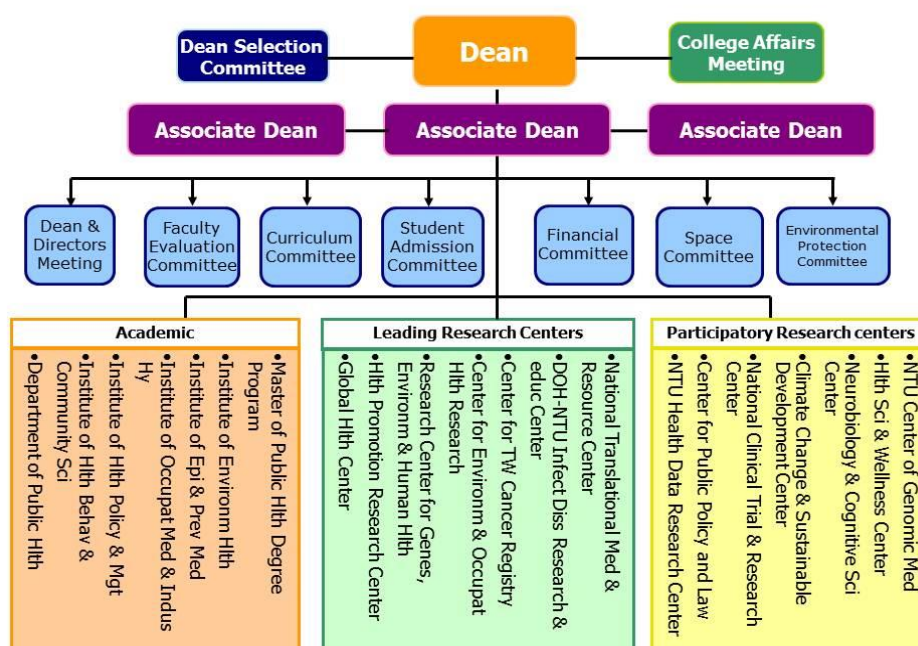 Dean Selection
Committee
Dean
College Affairs
Meeting
Associate Dean
Associate Dean
Associate Dean
Dean &
Directors
Meeting
Faculty
Evaluation
Committee
Curriculum
Committee
Student
Admission
Committee
Financial
Committee
Space
Committee
Environmental
Protection
Committee
Academic
•Master of Public Hlth Degree
Program
•Institute of Environm Hlth
•Institute of Epi & Prev Med
•Institute of Occupat Med & Indus
Hy
•Institute of Hlth Policy & Mgt
•Institute of Hlth Behav &
Community Sci
•Department of Public Hlth
Leading Research Centers
•National Translational Med &
Resource Center
•DOH-NTU Infect Diss Research &
educ Center
•Center for TW Cancer Registry
•Center for Environm & Occupat
Hlth Research
•Research Center for Genes,
Environm & Human Hlth
•Hlth Promotion Research Center
•Global Hlth Center
Participatory Research centers
•NTU Center of Genomic Med
•Hlth Sci & Wellness Center
•Neurobiology & Cognitive Sci
Center
•Climate Change & Sustainable
Development Center
•National Clinical Trial & Research
Center
•Center for Public Policy and Law
•NTU Health Data Research Center